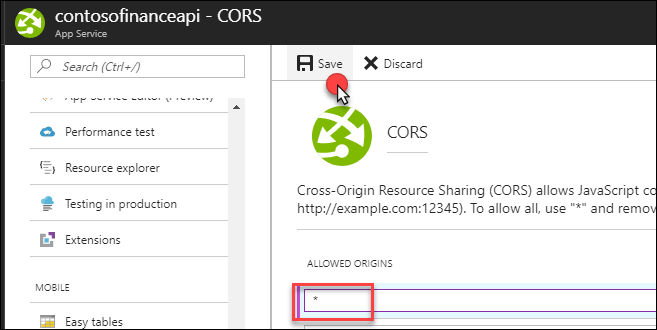 contosofinanceapi - CORS
App Service
Search (Ctrl+/)
Save
Discard
App Service Editor (Preview)
Performance test
Resource explorer
Testing in production
Extensions
MOBILE
Easy tables
CORS
Cross-Origin Resource Sharing (CORS) allows JavaScript co
http://example.com:12345). To allow all, use "*" and remov
ALLOWED ORIGINS
*